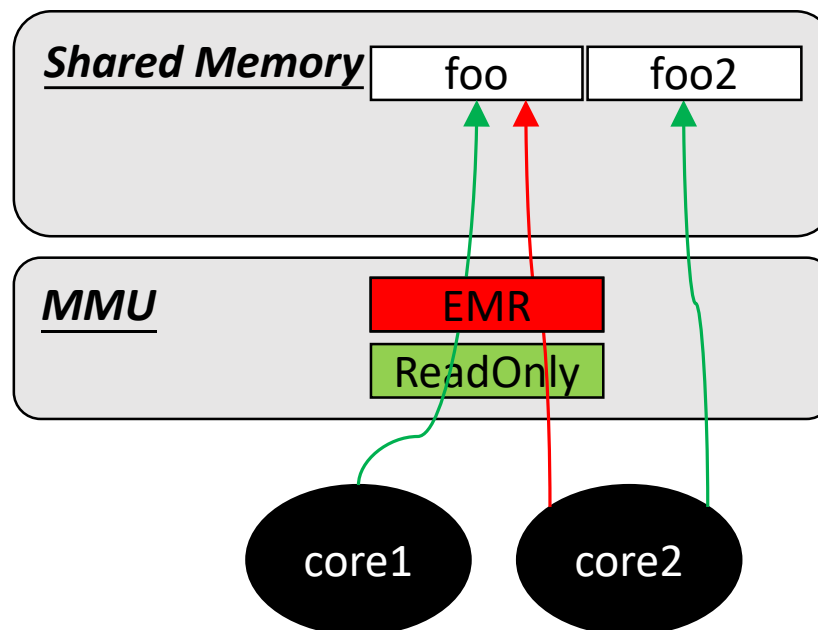 Shared Memory
foo
foo2
MMU
EMR
ReadOnly
core1
core2